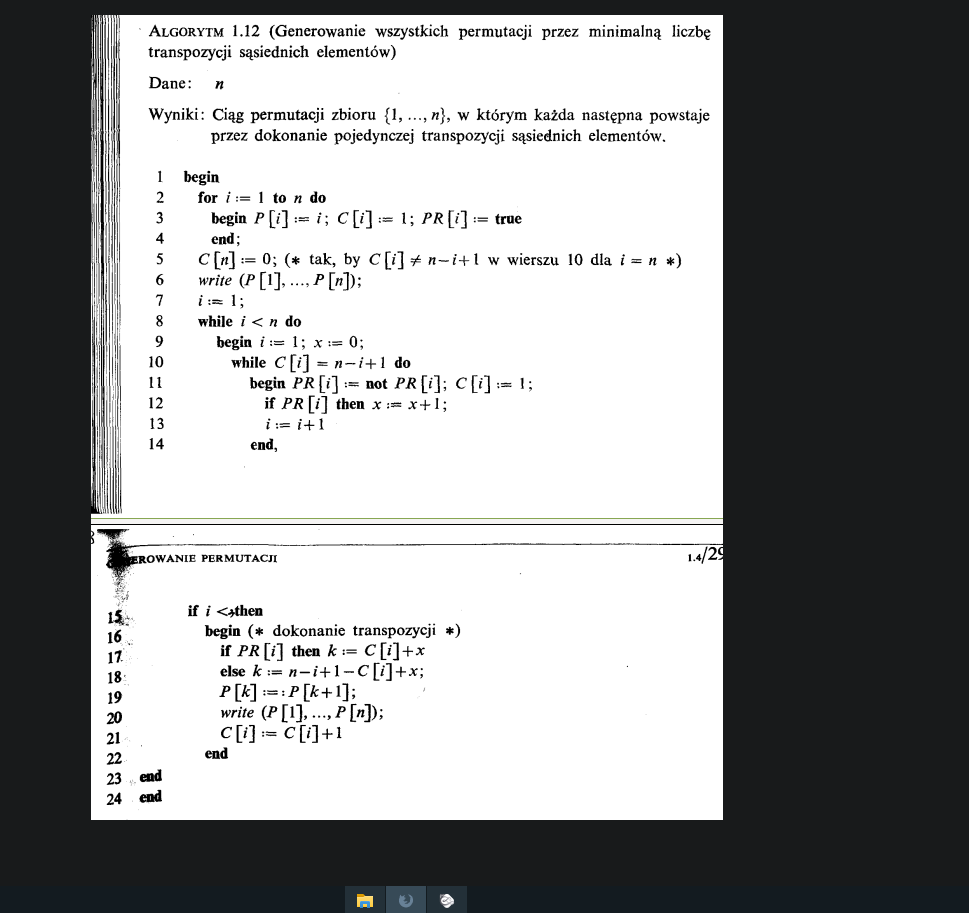 ALGORYTM 1.12 (Generowanie wszystkich permutacji przez minimalną liczbę
transpozycji sąsiednich elementów)
Dane: n
Wyniki: Ciąg permutacji zbioru {1, ..., n}, w którym każda następna powstaje
przez dokonanie pojedynczej transpozycji sąsiednich elementów.
1 begin
2 for i := 1 to n do
3 begin P[i] := i; C[i] := 1; PR[i] := true
4 end;
5 C[n] := 0; (* tak, by C[i] ≠ n-i+1 w wierszu 10 dla i = n *)
6 write (P[1], ..., P[n]);
7 i := 1;
8 while i < n do
9 begin i := 1; x := 0;
10 while C[i] = n-i+1 do
11 begin PR[i] := not PR[i]; C[i] := 1;
12 if PR[i] then x := x+1;
13 i := i+1
14 end,
EROWANIE PERMUTACJI 1.4/29
15 if i < then
16 begin (* dokonanie transpozycji *)
17 if PR[i] then k := C[i]+x
18 else k := n-i+1-C[i]+x;
19 P[k] :=: P[k+1];
20 write (P[1], ..., P[n]);
21 C[i] := C[i]+1
22 end
23 end
24 end